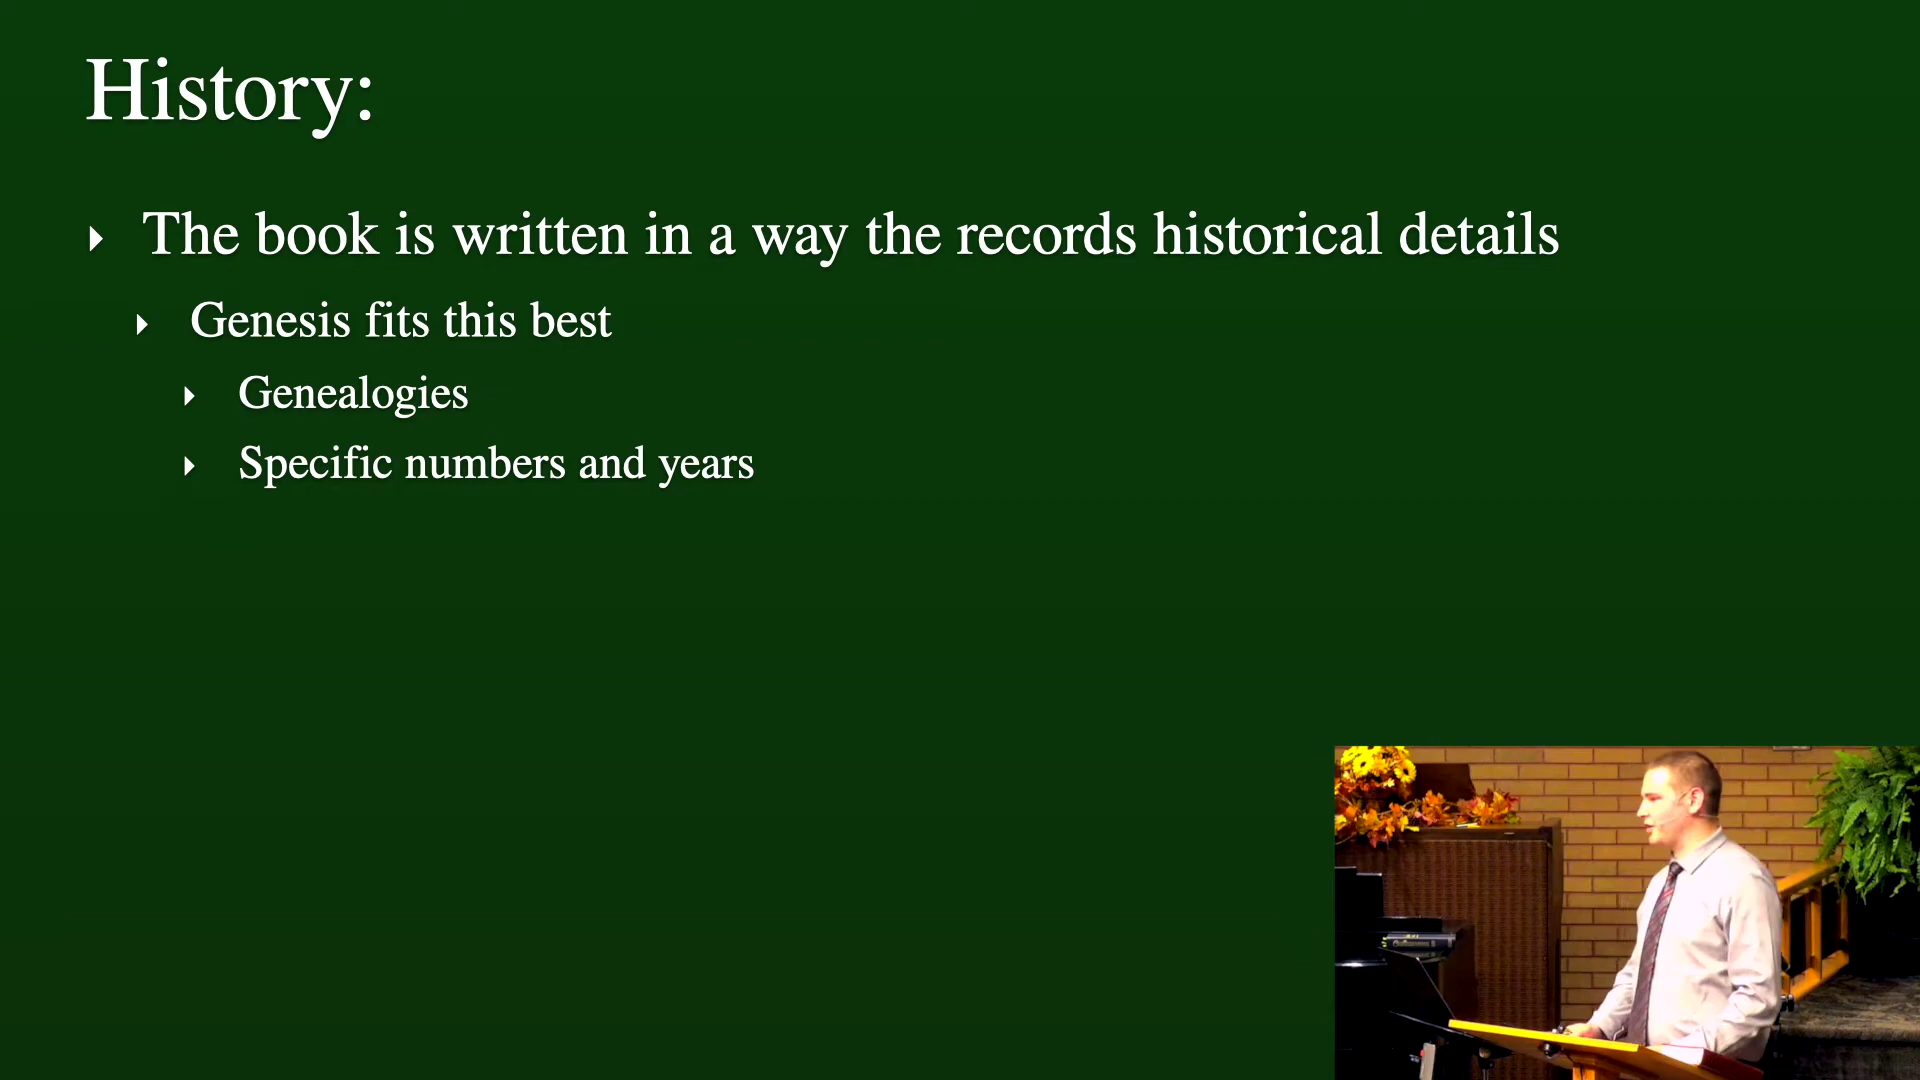 History:
The book is written in a way the records historical details
Genesis fits this best
Genealogies
Specific numbers and years